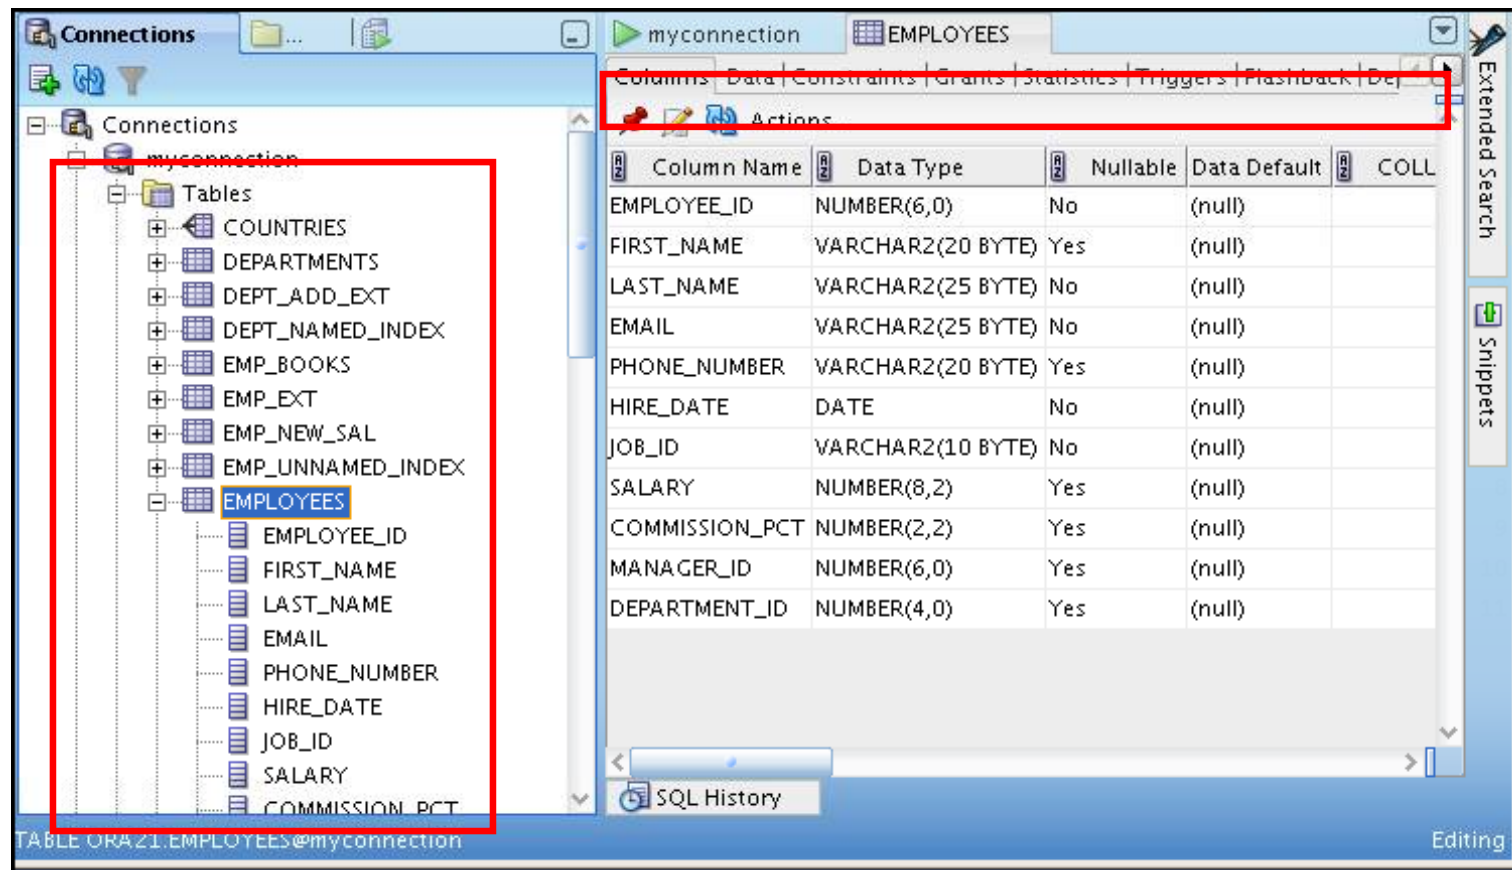 Connections
...
Connections
myconnection
Tables
COUNTRIES
DEPARTMENTS
DEPT_ADD_EXT
DEPT_NAMED_INDEX
EMP_BOOKS
EMP_EXT
EMP_NEW_SAL
EMP_UNNAMED_INDEX
EMPLOYEES
EMPLOYEE_ID
FIRST_NAME
LAST_NAME
EMAIL
PHONE_NUMBER
HIRE_DATE
JOB_ID
SALARY
COMMISSION_PCT
myconnection EMPLOYEES
Columns Data Constraints Grants Statistics Triggers Flashback Dep
Actions...
Column Name Data Type Nullable Data Default COLU
EMPLOYEE_ID NUMBER(6,0) No (null)
FIRST_NAME VARCHAR2(20 BYTE) Yes (null)
LAST_NAME VARCHAR2(25 BYTE) No (null)
EMAIL VARCHAR2(25 BYTE) No (null)
PHONE_NUMBER VARCHAR2(20 BYTE) Yes (null)
HIRE_DATE DATE No (null)
JOB_ID VARCHAR2(10 BYTE) No (null)
SALARY NUMBER(8,2) Yes (null)
COMMISSION_PCT NUMBER(2,2) Yes (null)
MANAGER_ID NUMBER(6,0) Yes (null)
DEPARTMENT_ID NUMBER(4,0) Yes (null)
SQL History
Extended Search
Snippets
TABLE ORA21.EMPLOYEES@myconnection Editing